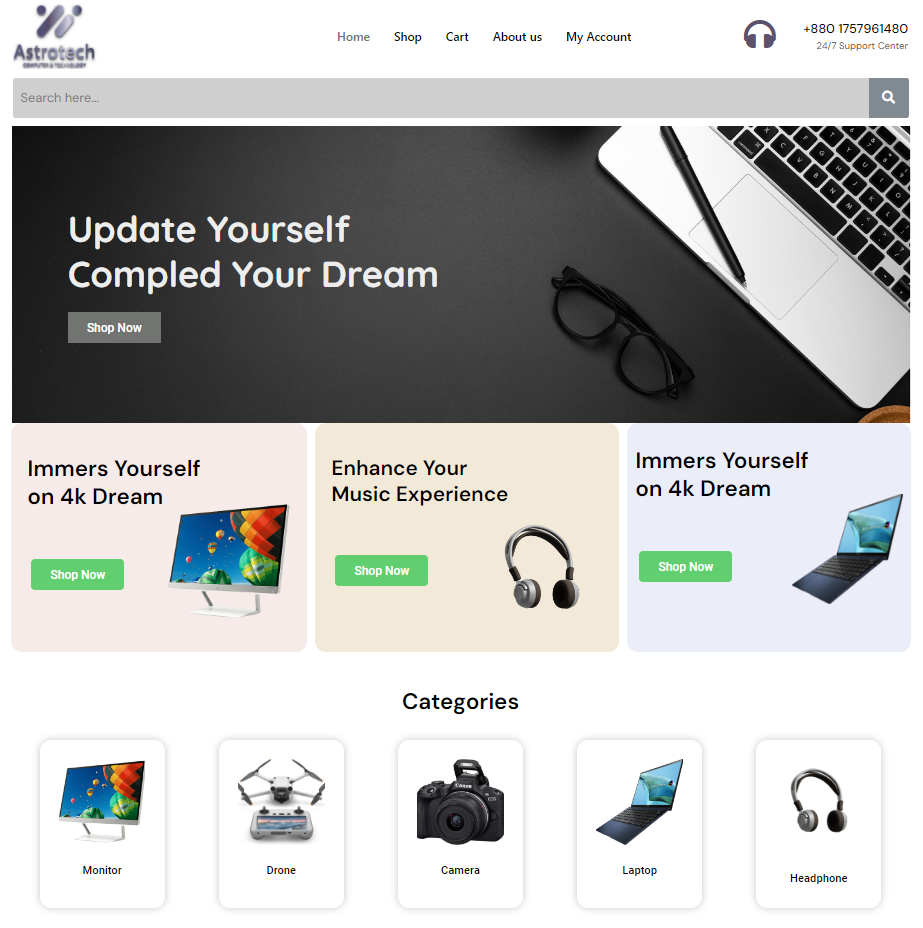 Astrotech
COMPUTER & TECHNOLOGY
Home
Shop
Cart
About us
My Account
+880 1757961480
24/7 Support Center
Search here...
Update Yourself
Compled Your Dream
Shop Now
Immers Yourself
on 4k Dream
Shop Now
Enhance Your
Music Experience
Shop Now
Immers Yourself
on 4k Dream
Shop Now
Categories
Monitor
Drone
Canon
EOS
Camera
Laptop
Headphone